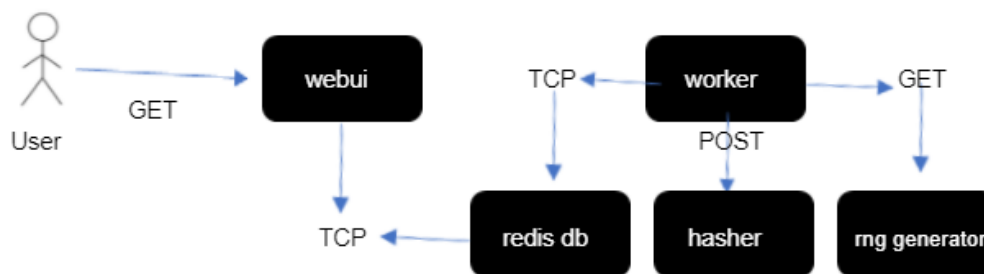 webui
TCP
worker
GET
GET
User
POST
TCP
redis db
hasher
rng generator